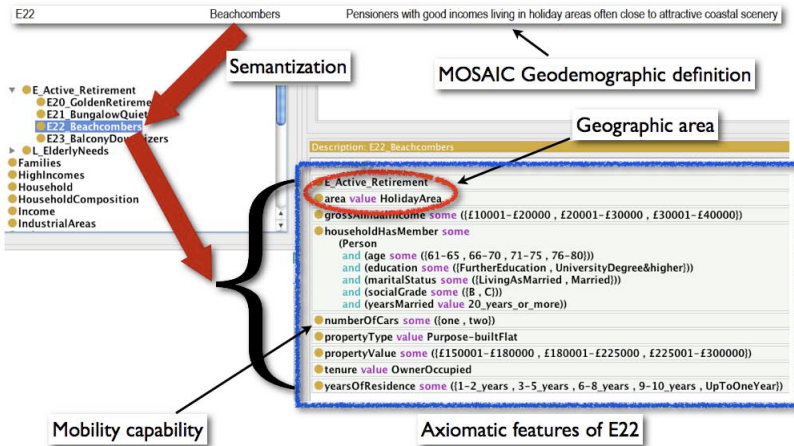 E22 Beachcombers Pensioners with good incomes living in holiday areas often close to attractive coastal scenery
Semantization
MOSAIC Geodemographic definition
E_Active_Retirement
E20_GoldenRetireme
E21_BungalowQuiet
E22_Beachcombers
E23_BalconyDow izers
L_ElderlyNeeds
Families
HighIncomes
Household
HouseholdComposition
Income
IndustrialAreas
Geographic area
Description: E22_Beachcombers
E_Active_Retirement
area value HolidayArea
grossAnnualIncome some ({£10001-£20000 , £20001-£30000 , £30001-£40000})
householdHasMember some
(Person
and (age some ({61-65 , 66-70 , 71-75 , 76-80}))
and (education some ({FurtherEducation , UniversityDegree&higher}))
and (maritalStatus some ({LivingAsMarried , Married}))
and (socialGrade some ({B , C}))
and (yearsMarried value 20_years_or_more))
numberOfCars some ({one , two})
propertyType value Purpose-builtFlat
propertyValue some ({£150001-£180000 , £180001-£225000 , £225001-£300000})
tenure value OwnerOccupied
yearsOfResidence some ({1-2_years , 3-5_years , 6-8_years , 9-10_years , UpToOneYear})
Mobility capability
Axiomatic features of E22